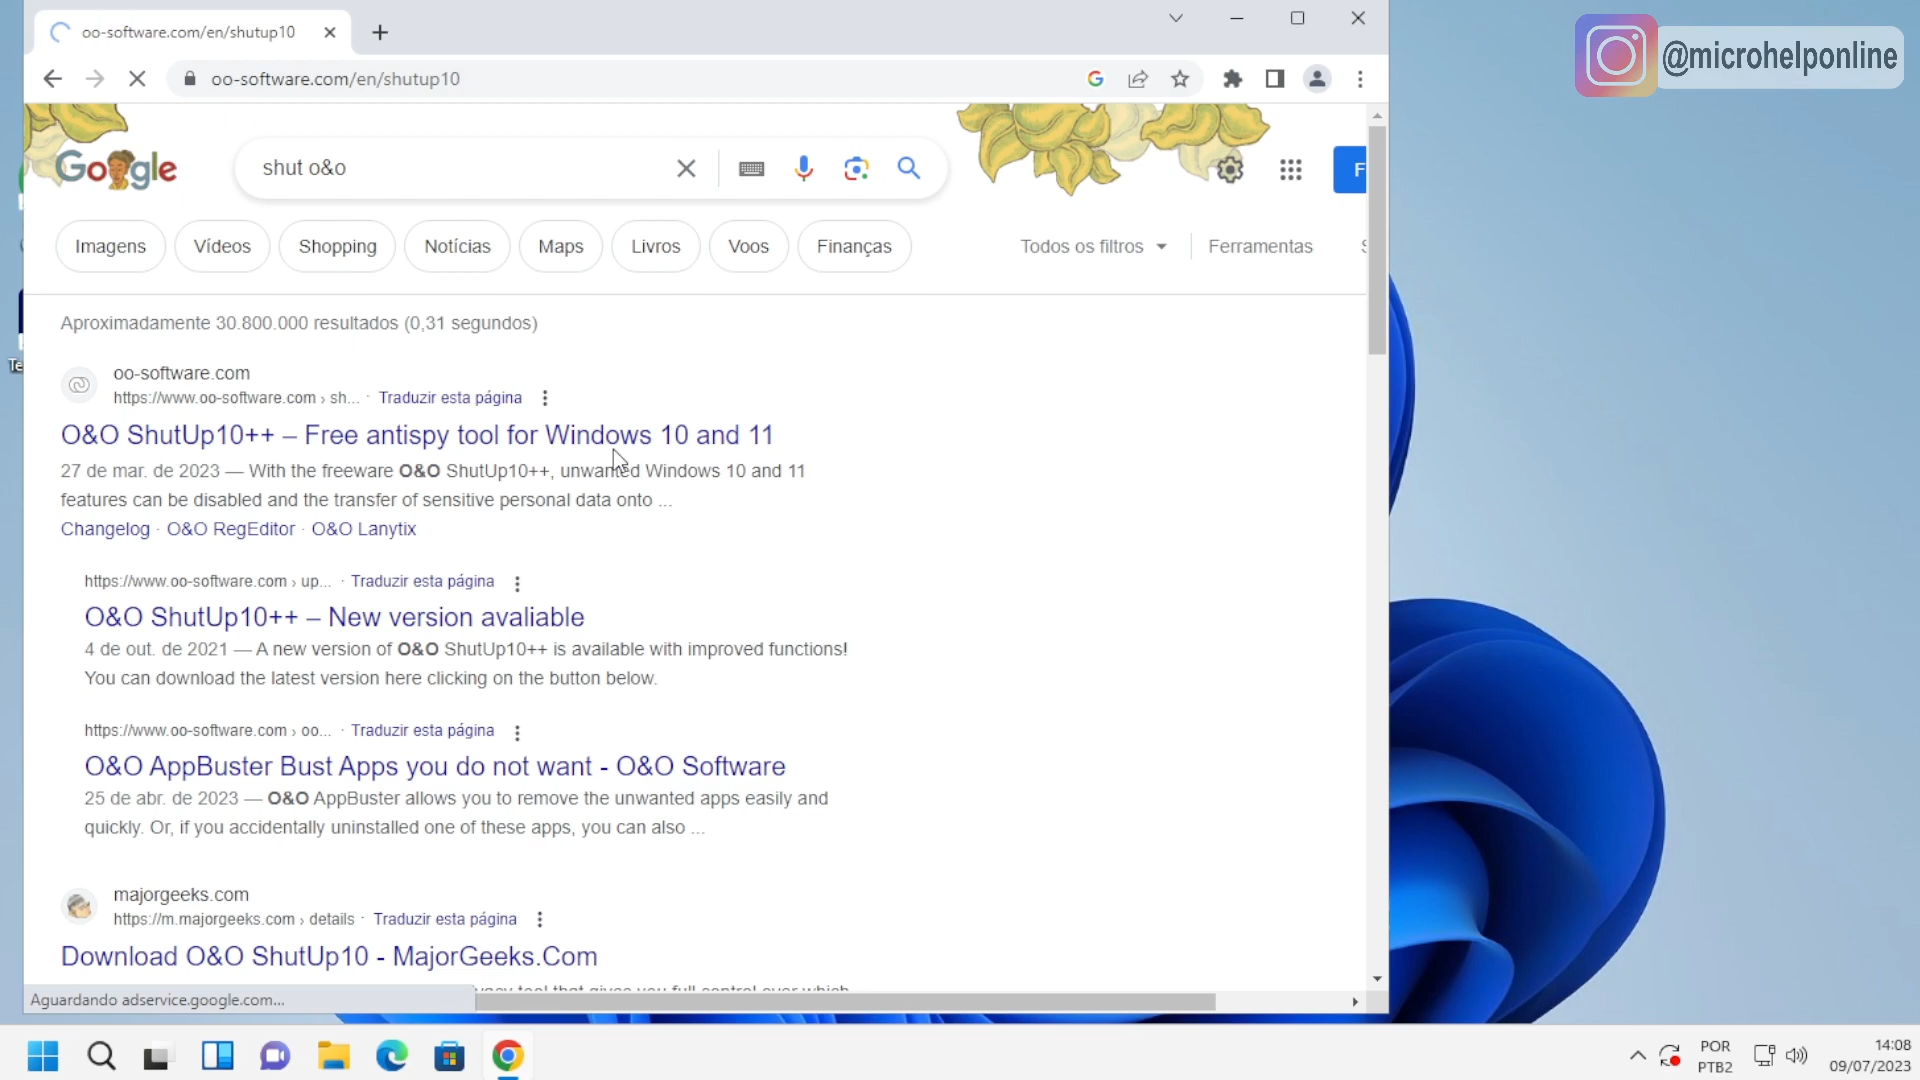 oo-software.com/en/shutup10
@microhelponline
oo-software.com/en/shutup10
Google
shut o&o
F
Imagens
Vídeos
Shopping
Notícias
Maps
Livros
Voos
Finanças
Todos os filtros
Ferramentas
Aproximadamente 30.800.000 resultados (0,31 segundos)
Te
oo-software.com
https://www.oo-software.com › sh... · Traduzir esta página
O&O ShutUp10++ – Free antispy tool for Windows 10 and 11
27 de mar. de 2023 — With the freeware O&O ShutUp10++, unwanted Windows 10 and 11
features can be disabled and the transfer of sensitive personal data onto ...
Changelog · O&O RegEditor · O&O Lanytix
https://www.oo-software.com › up... · Traduzir esta página
O&O ShutUp10++ – New version avaliable
4 de out. de 2021 — A new version of O&O ShutUp10++ is available with improved functions!
You can download the latest version here clicking on the button below.
https://www.oo-software.com › oo... · Traduzir esta página
O&O AppBuster Bust Apps you do not want - O&O Software
25 de abr. de 2023 — O&O AppBuster allows you to remove the unwanted apps easily and
quickly. Or, if you accidentally uninstalled one of these apps, you can also ...
majorgeeks.com
https://m.majorgeeks.com › details · Traduzir esta página
Download O&O ShutUp10 - MajorGeeks.Com
tool that gives you full control over which
Aguardando adservice.google.com...
POR
PTB2
14:08
09/07/2023